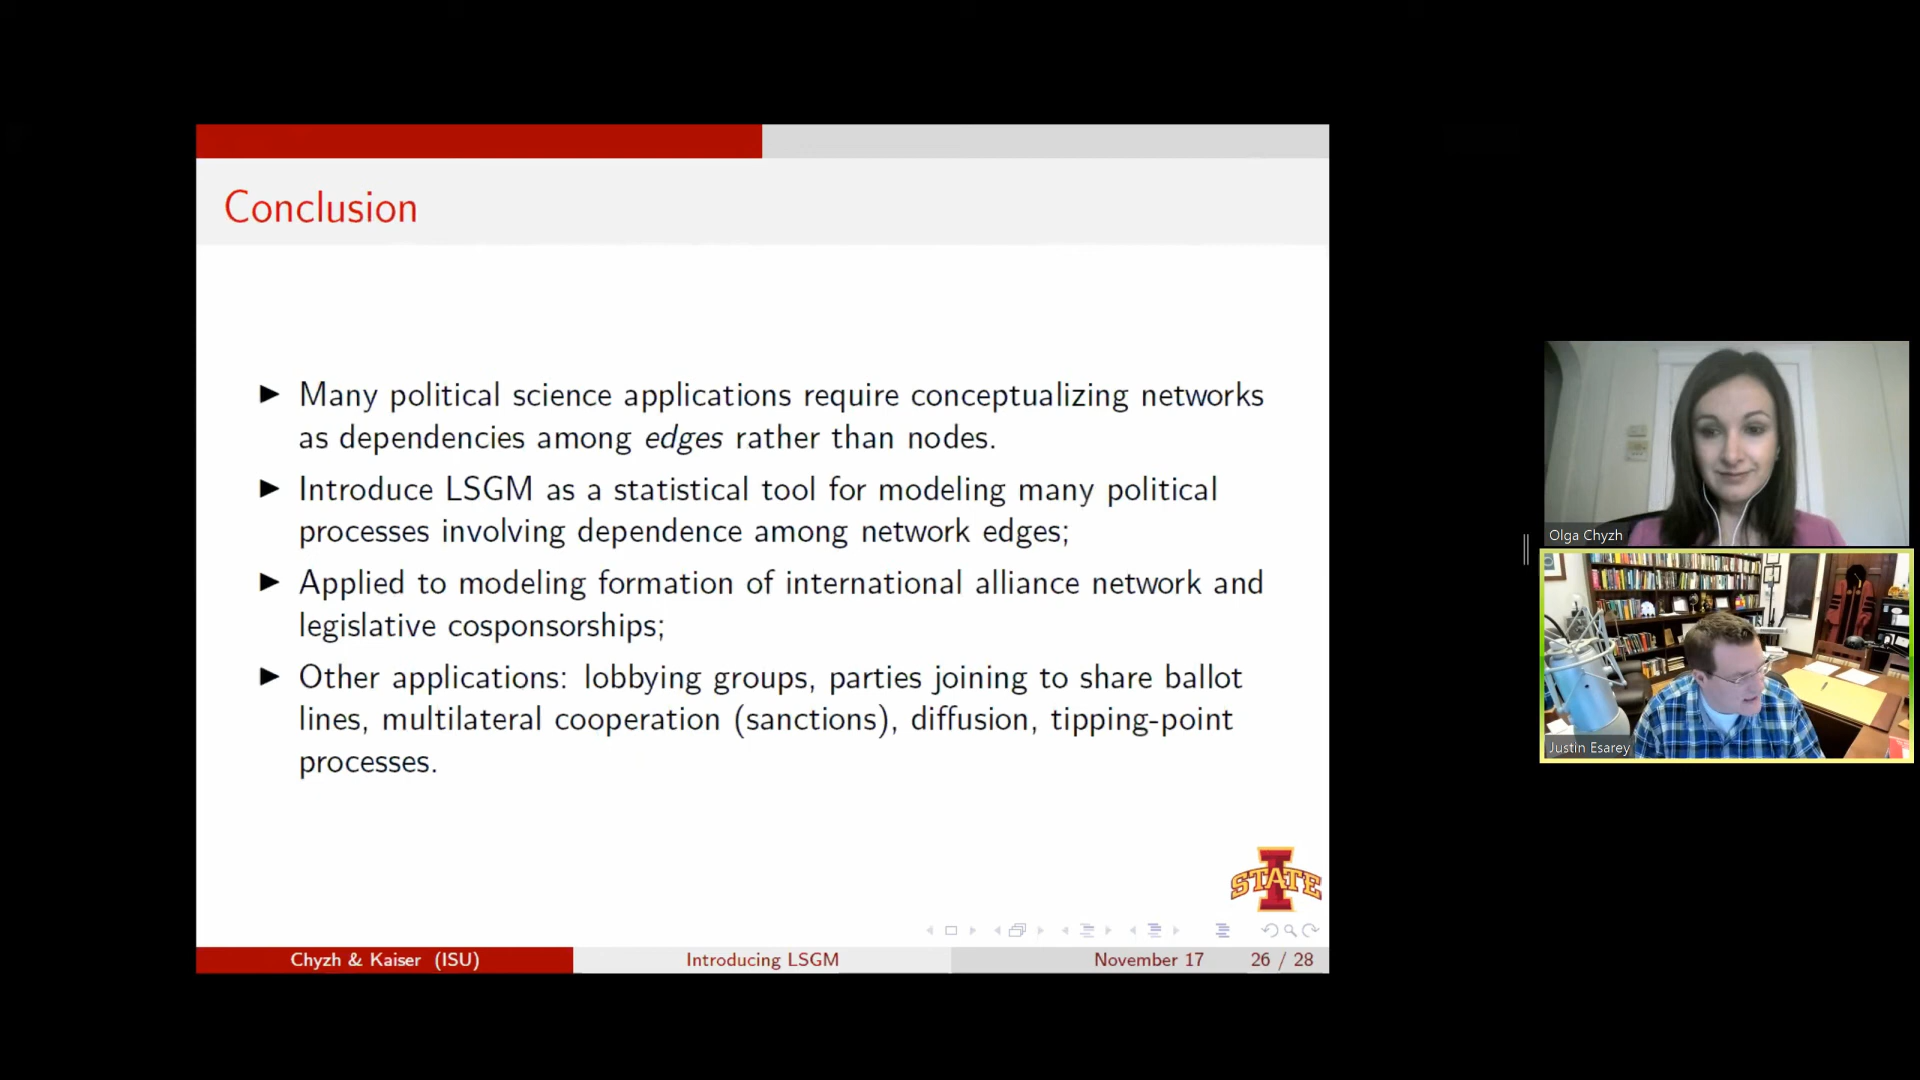 Conclusion
▶ Many political science applications require conceptualizing networks
as dependencies among edges rather than nodes.
▶ Introduce LSGM as a statistical tool for modeling many political
processes involving dependence among network edges;
▶ Applied to modeling formation of international alliance network and
legislative cosponsorships;
▶ Other applications: lobbying groups, parties joining to share ballot
lines, multilateral cooperation (sanctions), diffusion, tipping-point
processes.
STATE
Chyzh & Kaiser (ISU) Introducing LSGM November 17 26 / 28
Olga Chyzh
Justin Esarey